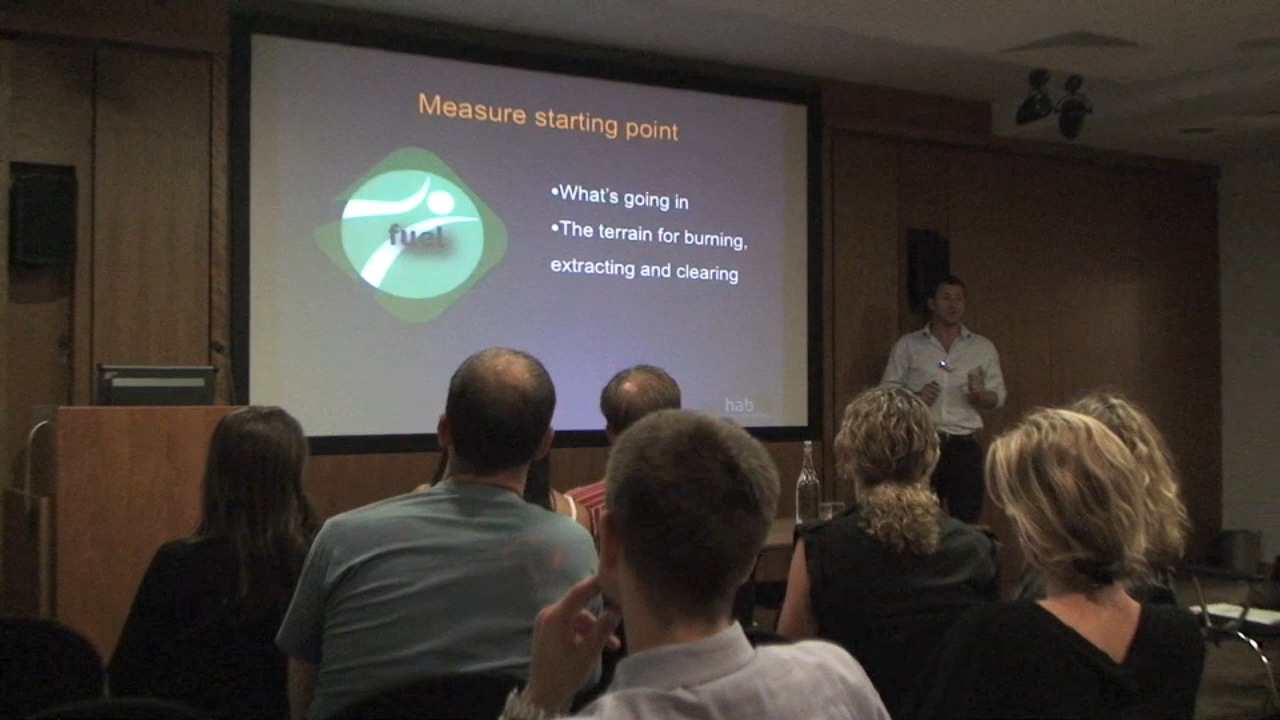 Measure starting point
fuel
•What's going in
•The terrain for burning,
extracting and clearing
hab